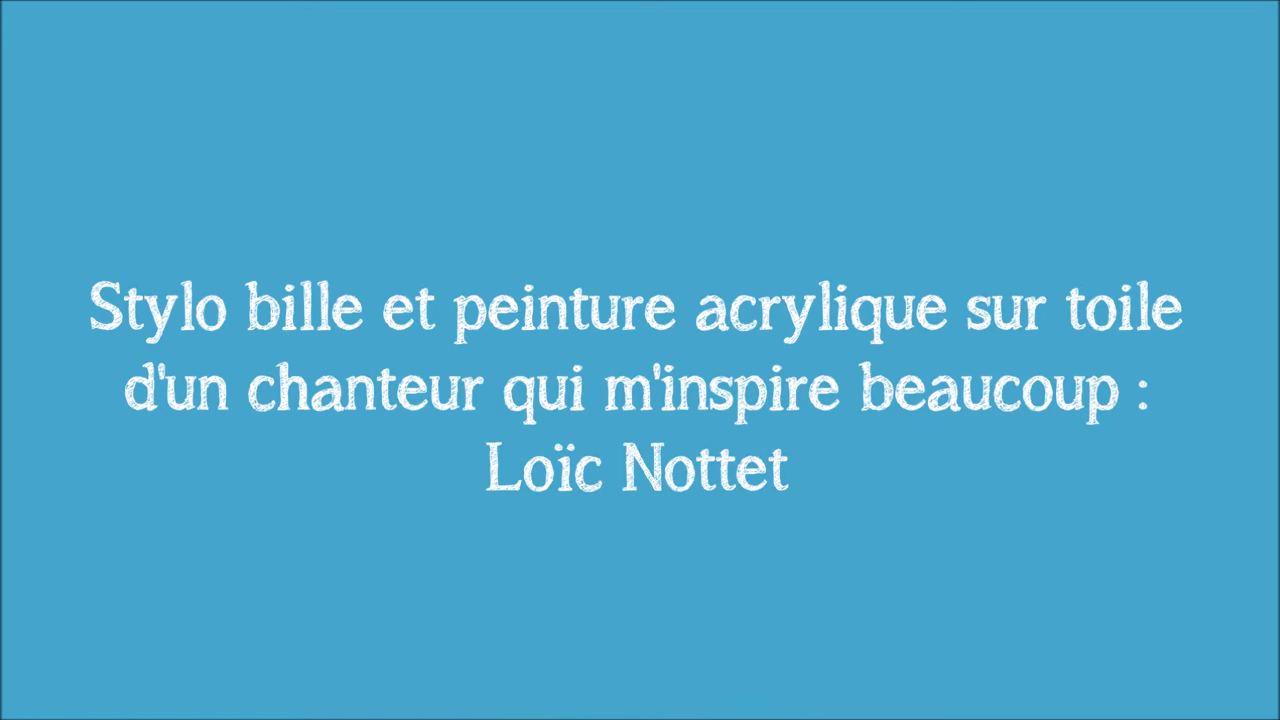 Stylo bille et peinture acrylique sur toile
d'un chanteur qui m'inspire beaucoup :
Loïc Nottet